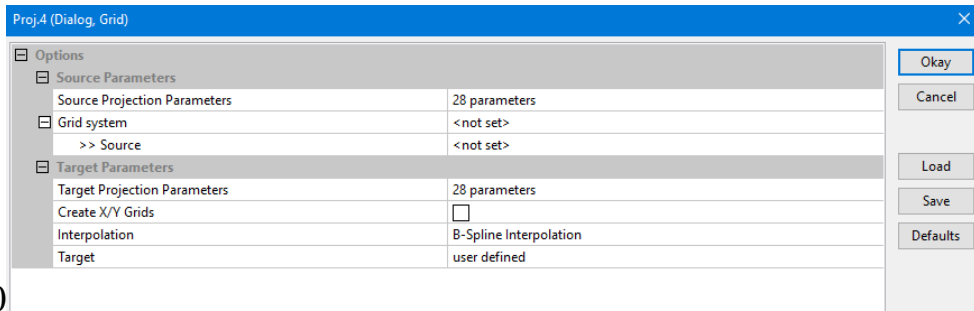 Proj.4 (Dialog, Grid)
Options
Okay
Source Parameters
Source Projection Parameters 28 parameters
Cancel
Grid system <not set>
>> Source <not set>
Target Parameters
Load
Target Projection Parameters 28 parameters
Save
Create X/Y Grids
Interpolation B-Spline Interpolation
Defaults
Target user defined
)